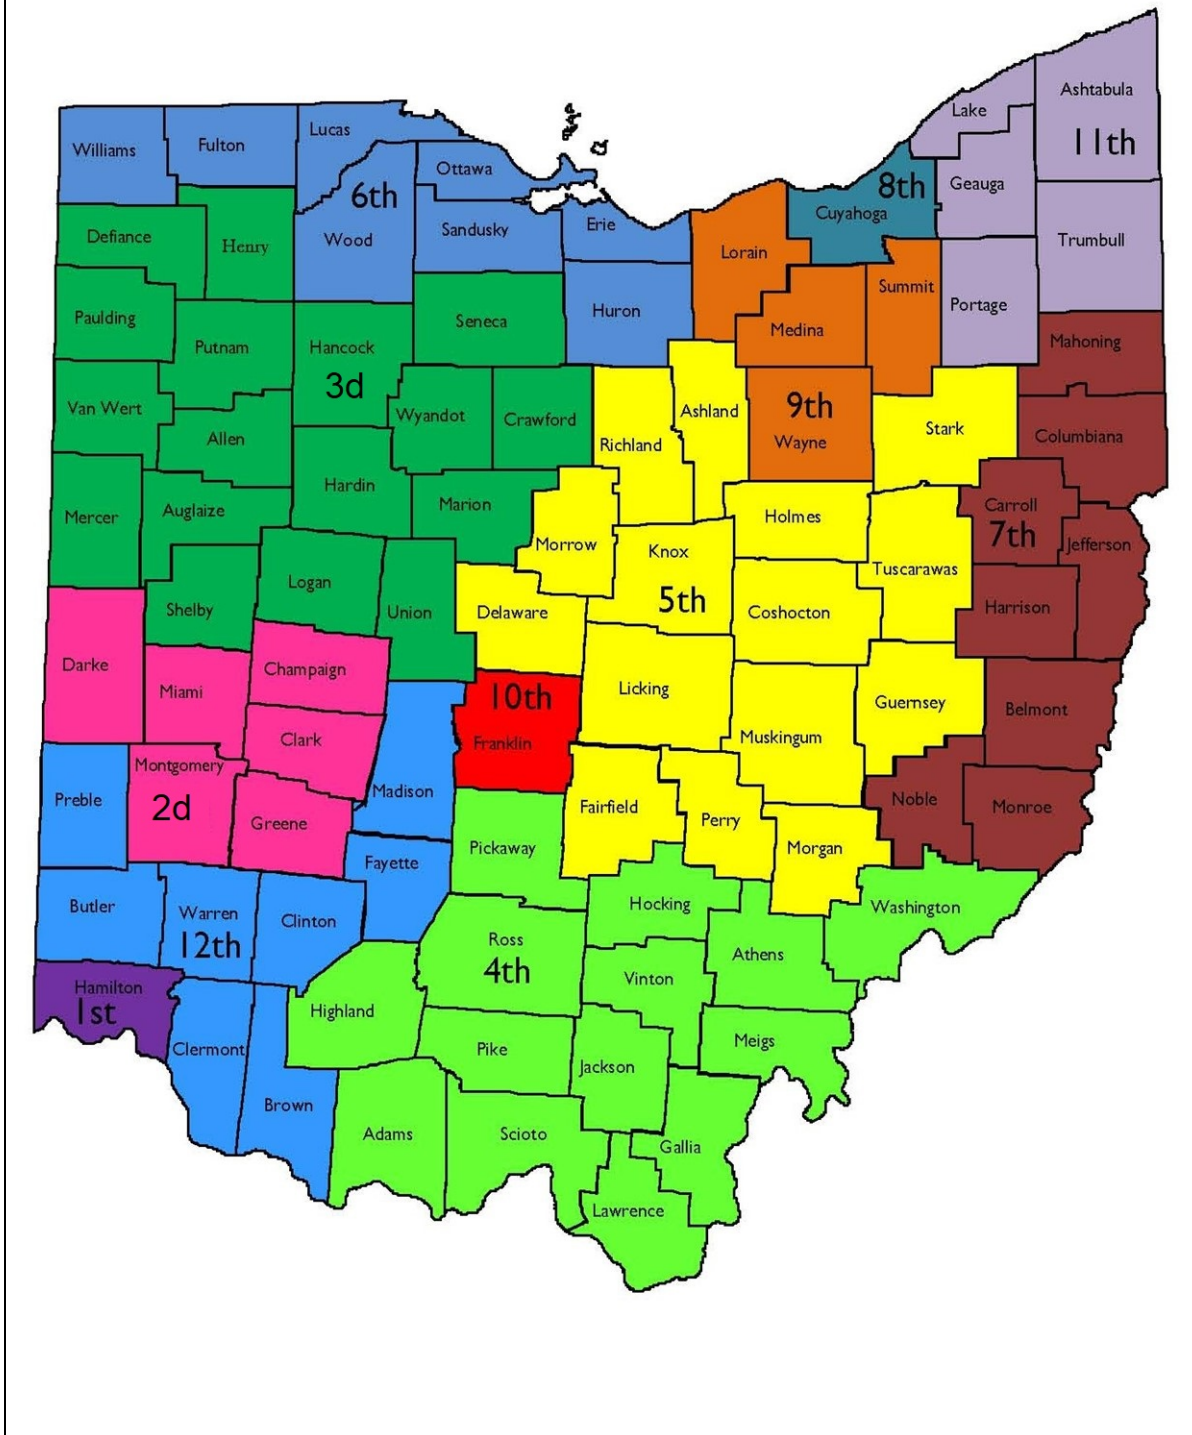 Ashtabula
Lake
11th
Lucas
Williams
Fulton
Ottawa
6th
8th
Geauga
Cuyahoga
Defiance
Henry
Wood
Sandusky
Erie
Lorain
Trumbull
Summit
Portage
Paulding
Putnam
Hancock
Seneca
Huron
Medina
Mahoning
3d
Van Wert
Allen
Wyandot
Crawford
Richland
Ashland
9th
Wayne
Stark
Columbiana
Mercer
Auglaize
Hardin
Marion
Morrow
Knox
Holmes
Carroll
7th
Jefferson
Tuscarawas
Shelby
Logan
Union
Delaware
5th
Coshocton
Harrison
Darke
Miami
Champaign
10th
Franklin
Licking
Muskingum
Guernsey
Belmont
Clark
Montgomery
2d
Greene
Madison
Preble
Fairfield
Perry
Morgan
Noble
Monroe
Fayette
Pickaway
Butler
Warren
12th
Clinton
Ross
4th
Hocking
Athens
Washington
Vinton
Hamilton
1st
Highland
Clermont
Pike
Jackson
Meigs
Brown
Adams
Scioto
Gallia
Lawrence